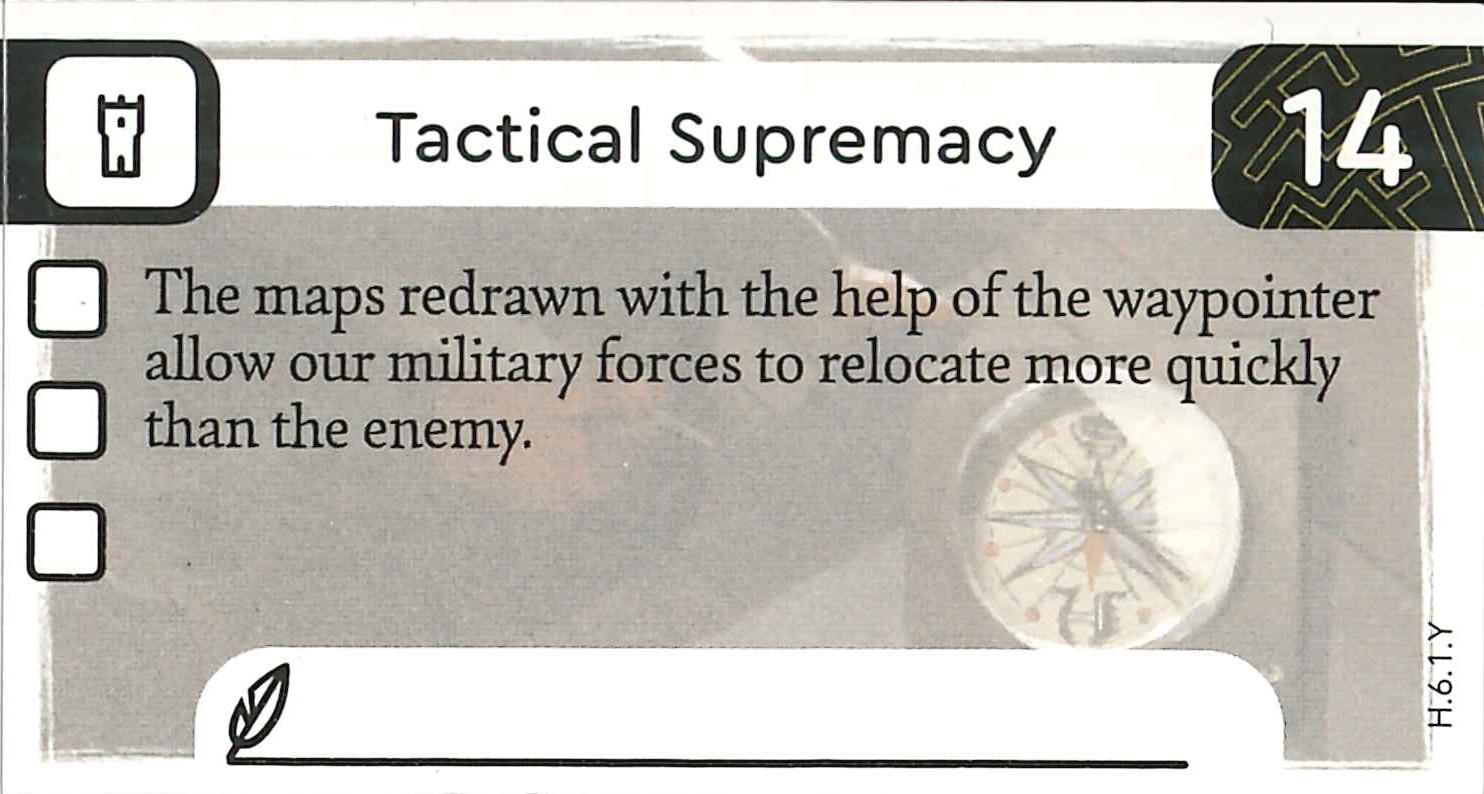 Tactical Supremacy
14
The maps redrawn with the help of the waypointer
allow our military forces to relocate more quickly
than the enemy.
H.6.1.Y